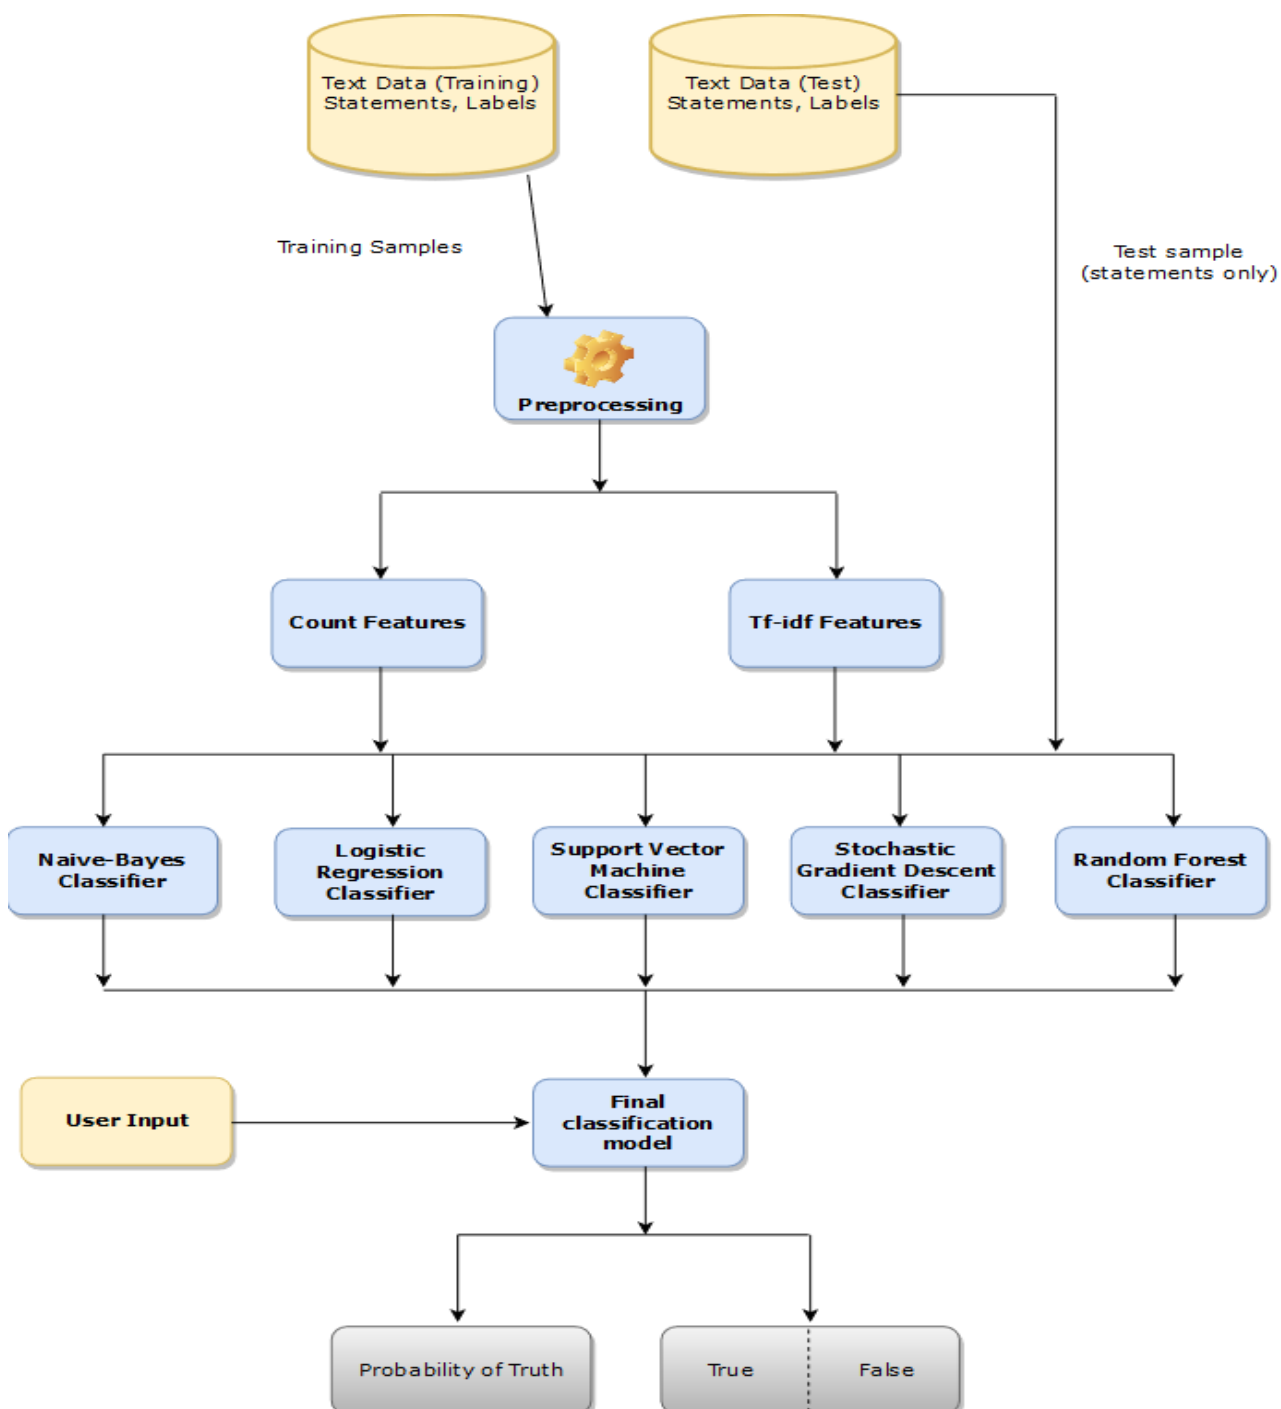 Text Data (Training)
Statements, Labels
Text Data (Test)
Statements, Labels
Training Samples
Test sample
(statements only)
Preprocessing
Count Features
Tf-idf Features
Naive-Bayes
Classifier
Logistic
Regression
Classifier
Support Vector
Machine
Classifier
Stochastic
Gradient Descent
Classifier
Random Forest
Classifier
User Input
Final
classification
model
Probability of Truth
True
False